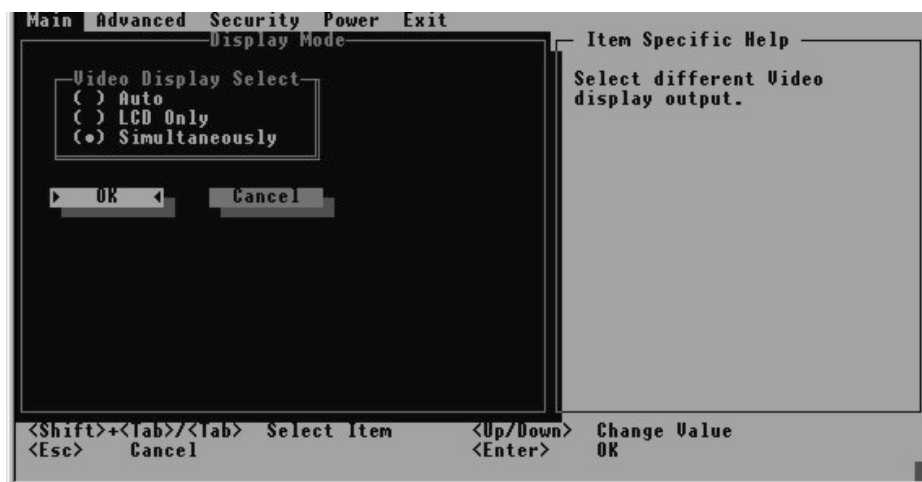 Main Advanced Security Power Exit
Display Mode
Item Specific Help
Video Display Select
( ) Auto
( ) LCD Only
(•) Simultaneously
Select different Video
display output.
OK Cancel
<Shift>+<Tab>/<Tab> Select Item <Up/Down> Change Value
<Esc> Cancel <Enter> OK